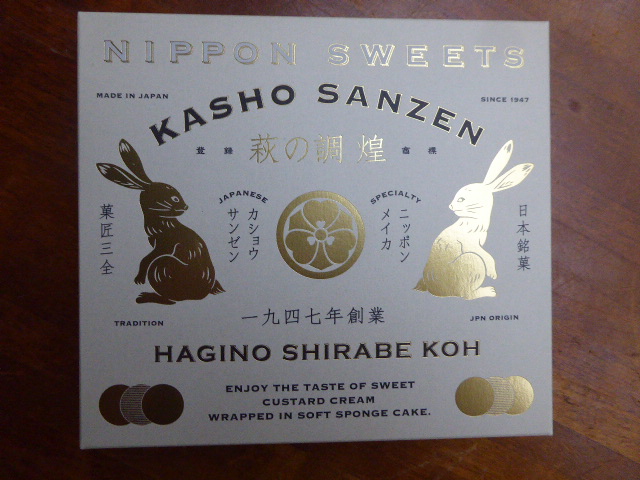 NIPPON SWEETS
MADE IN JAPAN
SINCE 1947
KASHO SANZEN
登録 萩の調 煌 商標
JAPANESE
SPECIALTY
菓匠三全
カショウ
サンゼン
ニッポン
メイカ
日本銘菓
一九四七年創業
TRADITION
JPN ORIGIN
HAGINO SHIRABE KOH
ENJOY THE TASTE OF SWEET
CUSTARD CREAM
WRAPPED IN SOFT SPONGE CAKE.